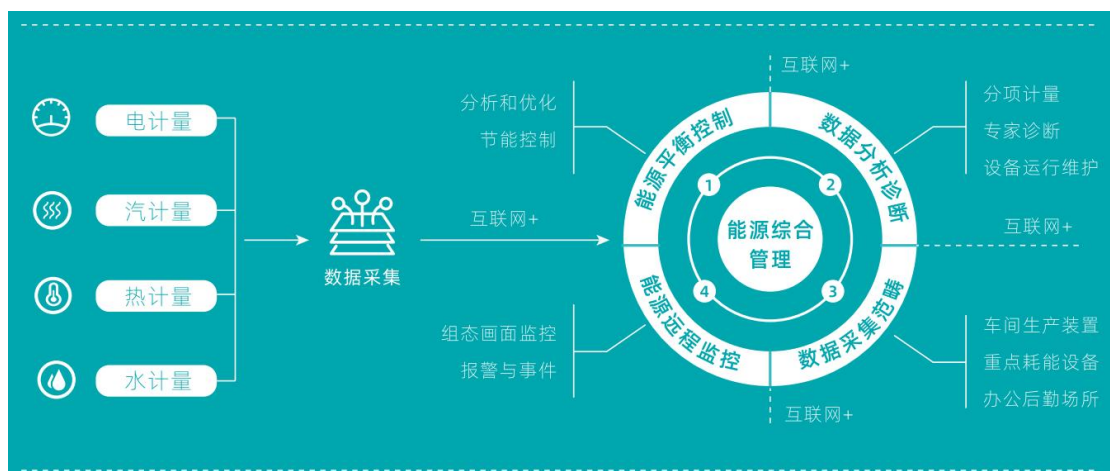 电计量
汽计量
热计量
水计量
数据采集
互联网+
分析和优化
节能控制
组态画面监控
报警与事件
互联网+
能源平衡控制
数据分析诊断
数据采集范畴
能源远程监控
1
2
3
4
能源综合
管理
分项计量
专家诊断
设备运行维护
互联网+
车间生产装置
重点耗能设备
办公后勤场所
互联网+